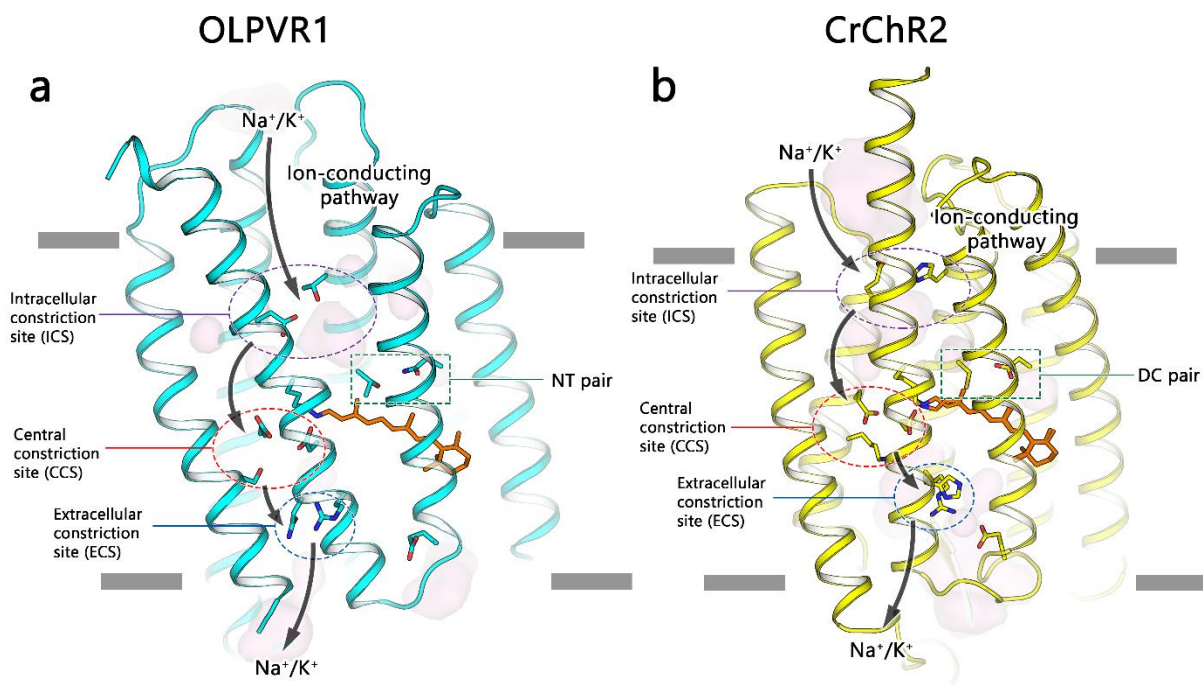 OLPVR1
a
Na⁺/K⁺
Ion-conducting
pathway
Intracellular
constriction
site (ICS)
NT pair
Central
constriction
site (CCS)
Extracellular
constriction
site (ECS)
Na⁺/K⁺
CrChR2
b
Na⁺/K⁺
Ion-conducting
pathway
Intracellular
constriction
site (ICS)
DC pair
Central
constriction
site (CCS)
Extracellular
constriction
site (ECS)
Na⁺/K⁺